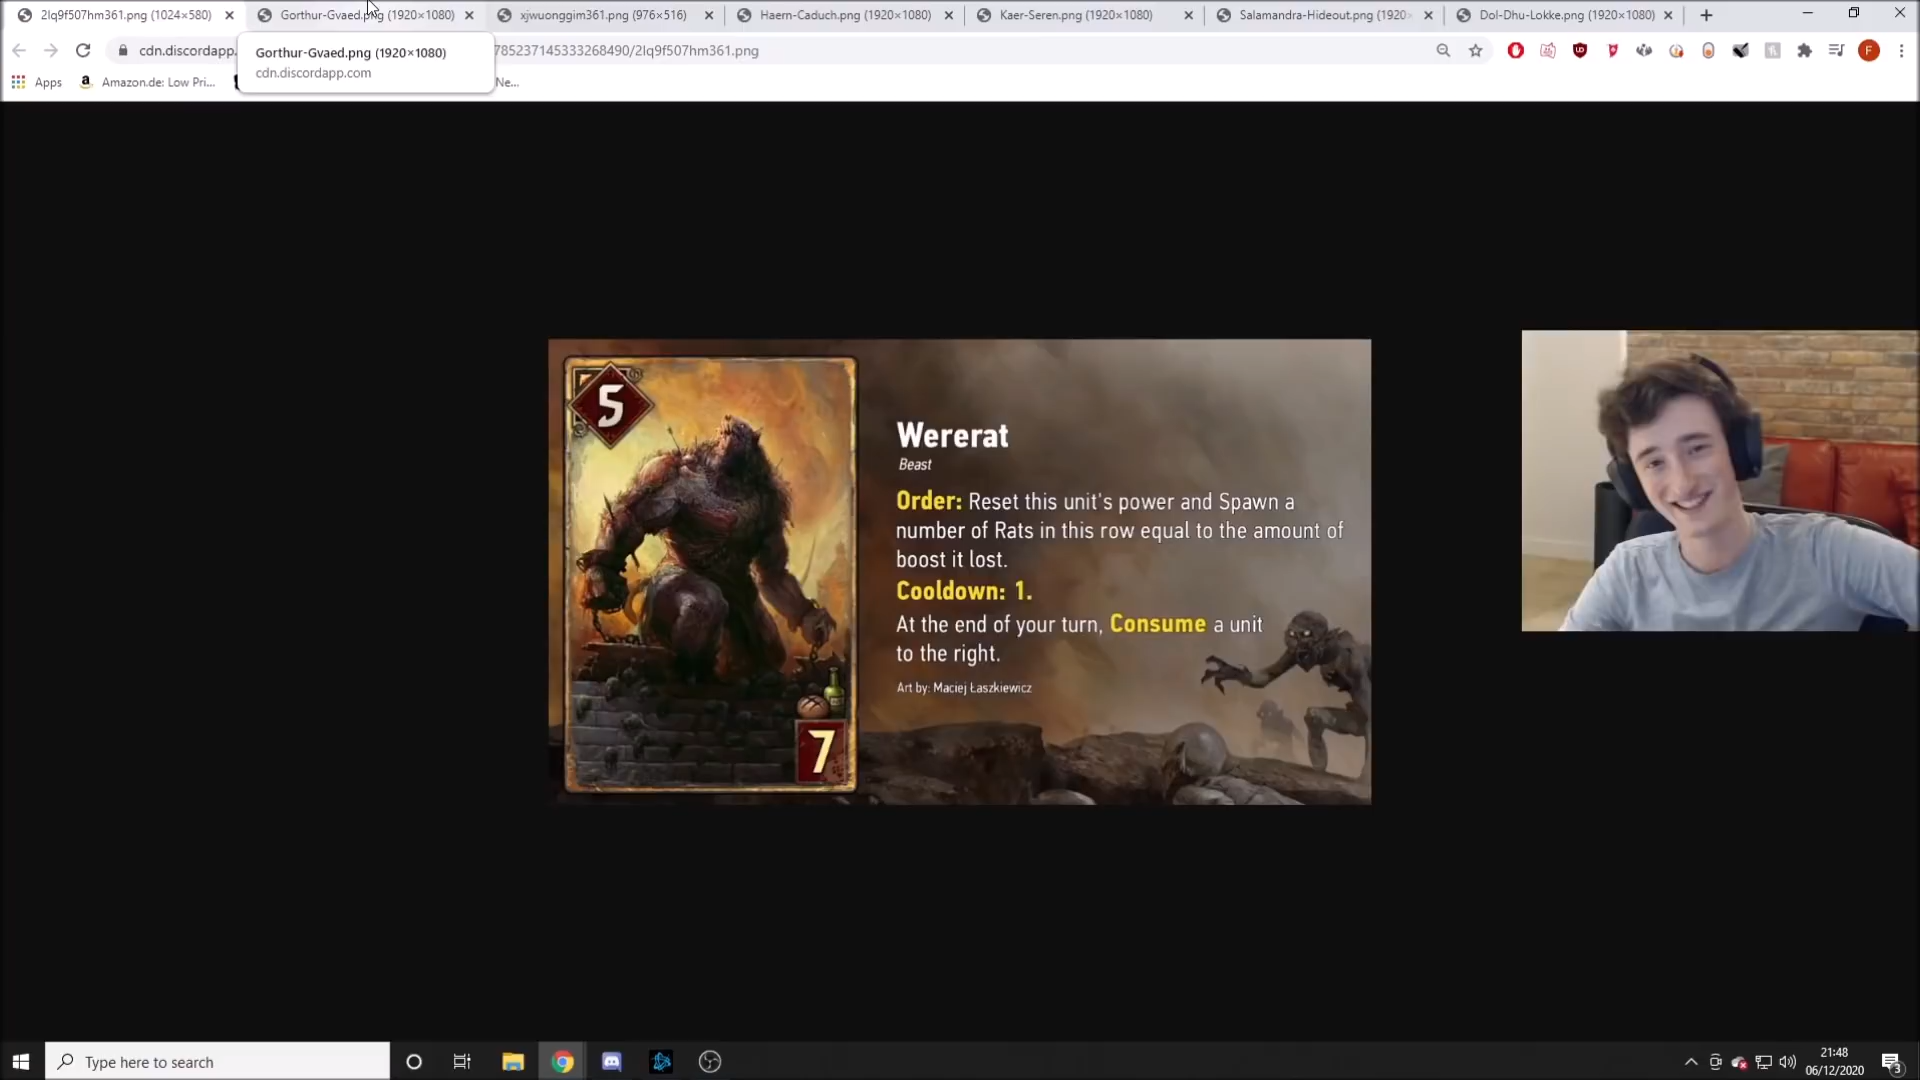 2lq9f507hm361.png (1024×580)
Gorthur-Gvaed.png (1920×1080)
xjwuonggim361.png (976×516)
Haern-Caduch.png (1920×1080)
Kaer-Seren.png (1920×1080)
Salamandra-Hideout.png (1920×
Dol-Dhu-Lokke.png (1920×1080)
cdn.discordapp.
785237145333268490/2lq9f507hm361.png
F
Gorthur-Gvaed.png (1920×1080)
cdn.discordapp.com
Apps
Amazon.de: Low Pri...
Ne...
5
7
Wererat
Beast
Order: Reset this unit's power and Spawn a
number of Rats in this row equal to the amount of
boost it lost.
Cooldown: 1.
At the end of your turn, Consume a unit
to the right.
Art by: Maciej Łaszkiewicz
Type here to search
21:48
06/12/2020
3